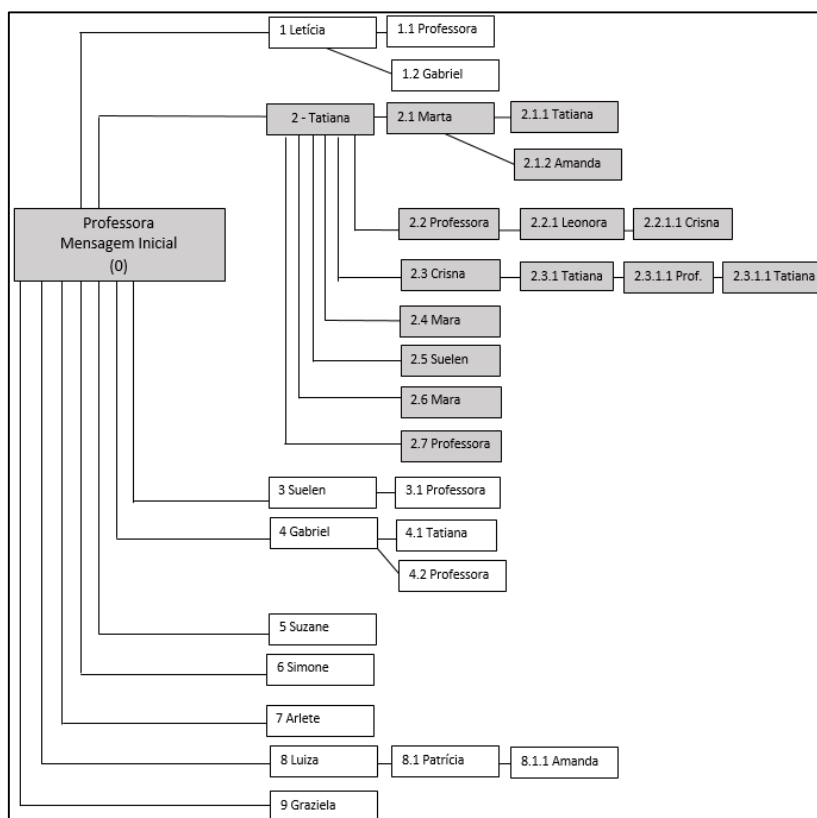 1 Letícia
1.1 Professora
1.2 Gabriel
2 - Tatiana
2.1 Marta
2.1.1 Tatiana
2.1.2 Amanda
Professora
Mensagem Inicial
(0)
2.2 Professora
2.2.1 Leonora
2.2.1.1 Crisna
2.3 Crisna
2.3.1 Tatiana
2.3.1.1 Prof.
2.3.1.1 Tatiana
2.4 Mara
2.5 Suelen
2.6 Mara
2.7 Professora
3 Suelen
3.1 Professora
4 Gabriel
4.1 Tatiana
4.2 Professora
5 Suzane
6 Simone
7 Arlete
8 Luiza
8.1 Patrícia
8.1.1 Amanda
9 Graziela